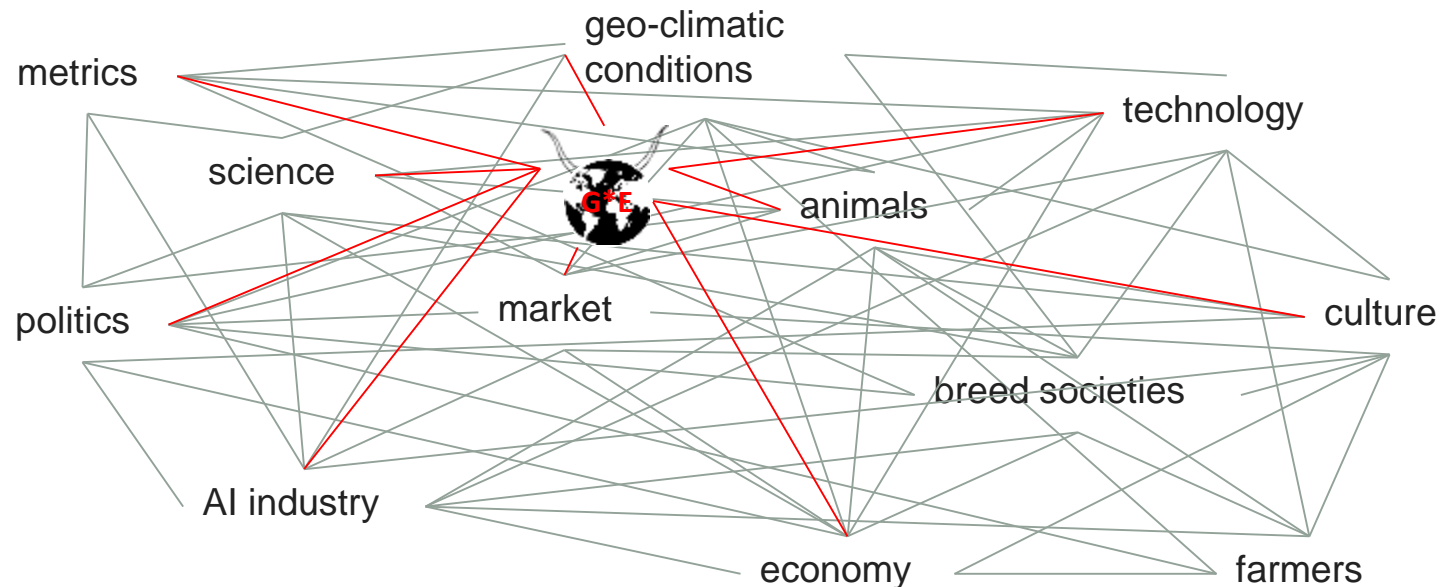 geo-climatic
conditions
metrics
technology
science
G*E
animals
market
politics
culture
breed societies
AI industry
economy
farmers